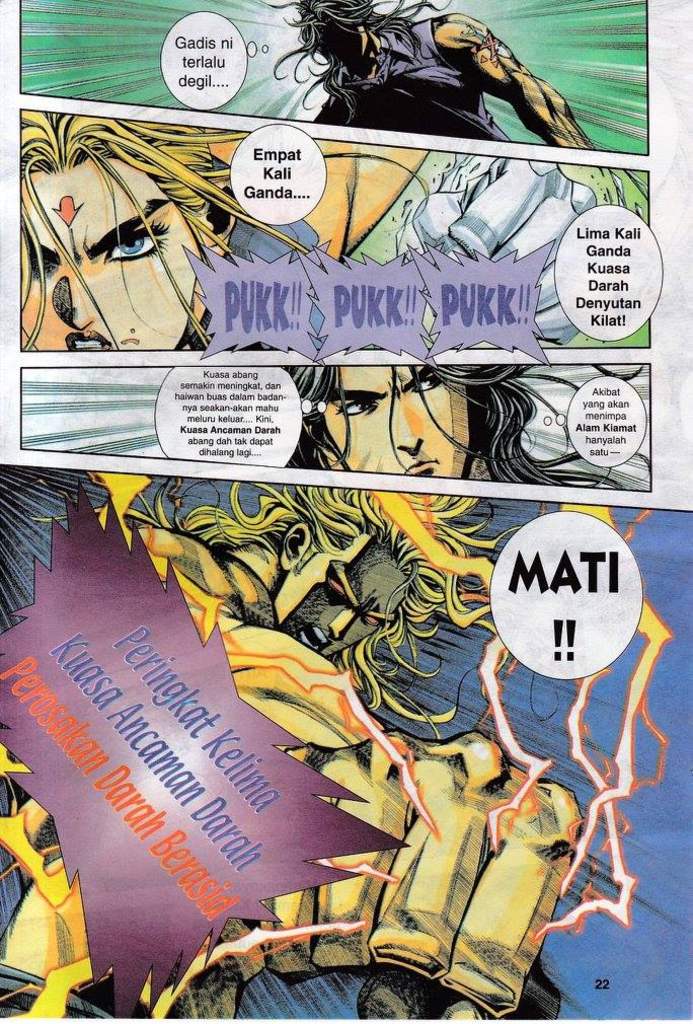 Gadis ni
terlalu
degil....
Empat
Kali
Ganda....
Lima Kali
Ganda
Kuasa
Darah
Denyutan
Kilat!
PUKK!! PUKK!! PUKK!!
Kuasa abang
semakin meningkat, dan
haiwan buas dalam badan-
nya seakan-akan mahu
meluru keluar.... Kini,
Kuasa Ancaman Darah
abang dah tak dapat
dihalang lagi....
Akibat
yang akan
menimpa
Alam Kiamat
hanyalah
satu—
MATI
!!
Peringkat Kelima
Kuasa Ancaman Darah
Perosakan Darah Berasid
22